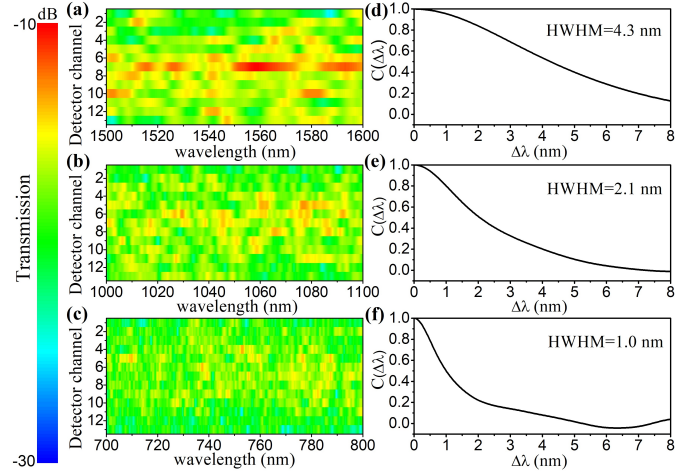 dB
-10
Transmission
-30
(a)
Detector channel
2
4
6
8
10
12
1500 1520 1540 1560 1580 1600
wavelength (nm)
(d)
C(Δλ)
1.0
0.8
0.6
0.4
0.2
0.0
HWHM=4.3 nm
0 1 2 3 4 5 6 7 8
Δλ (nm)
(b)
Detector channel
2
4
6
8
10
12
1000 1020 1040 1060 1080 1100
wavelength (nm)
(e)
C(Δλ)
1.0
0.8
0.6
0.4
0.2
0.0
HWHM=2.1 nm
0 1 2 3 4 5 6 7 8
Δλ (nm)
(c)
Detector channel
2
4
6
8
10
12
700 720 740 760 780 800
wavelength (nm)
(f)
C(Δλ)
1.0
0.8
0.6
0.4
0.2
0.0
HWHM=1.0 nm
0 1 2 3 4 5 6 7 8
Δλ (nm)